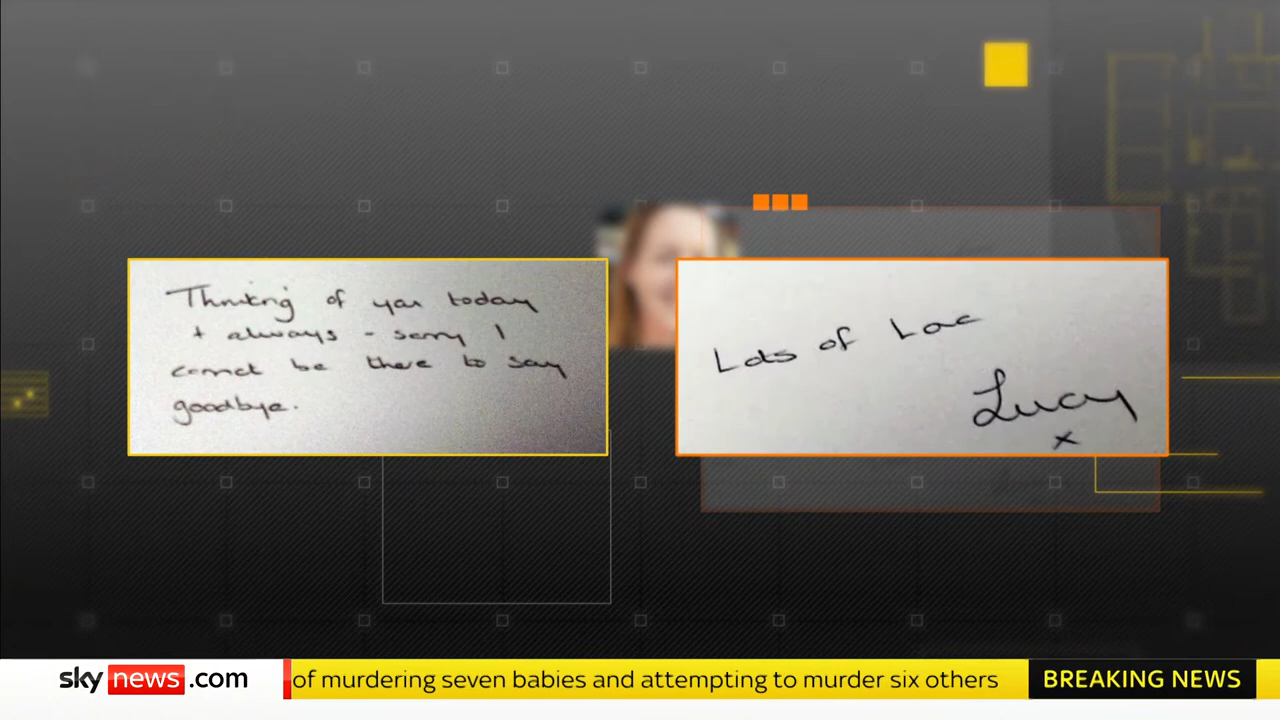 Thinking of you today
+ always - sorry I
cannot be there to say
goodbye.
Lots of Love
Lucy
x
sky news.com
of murdering seven babies and attempting to murder six others
BREAKING NEWS